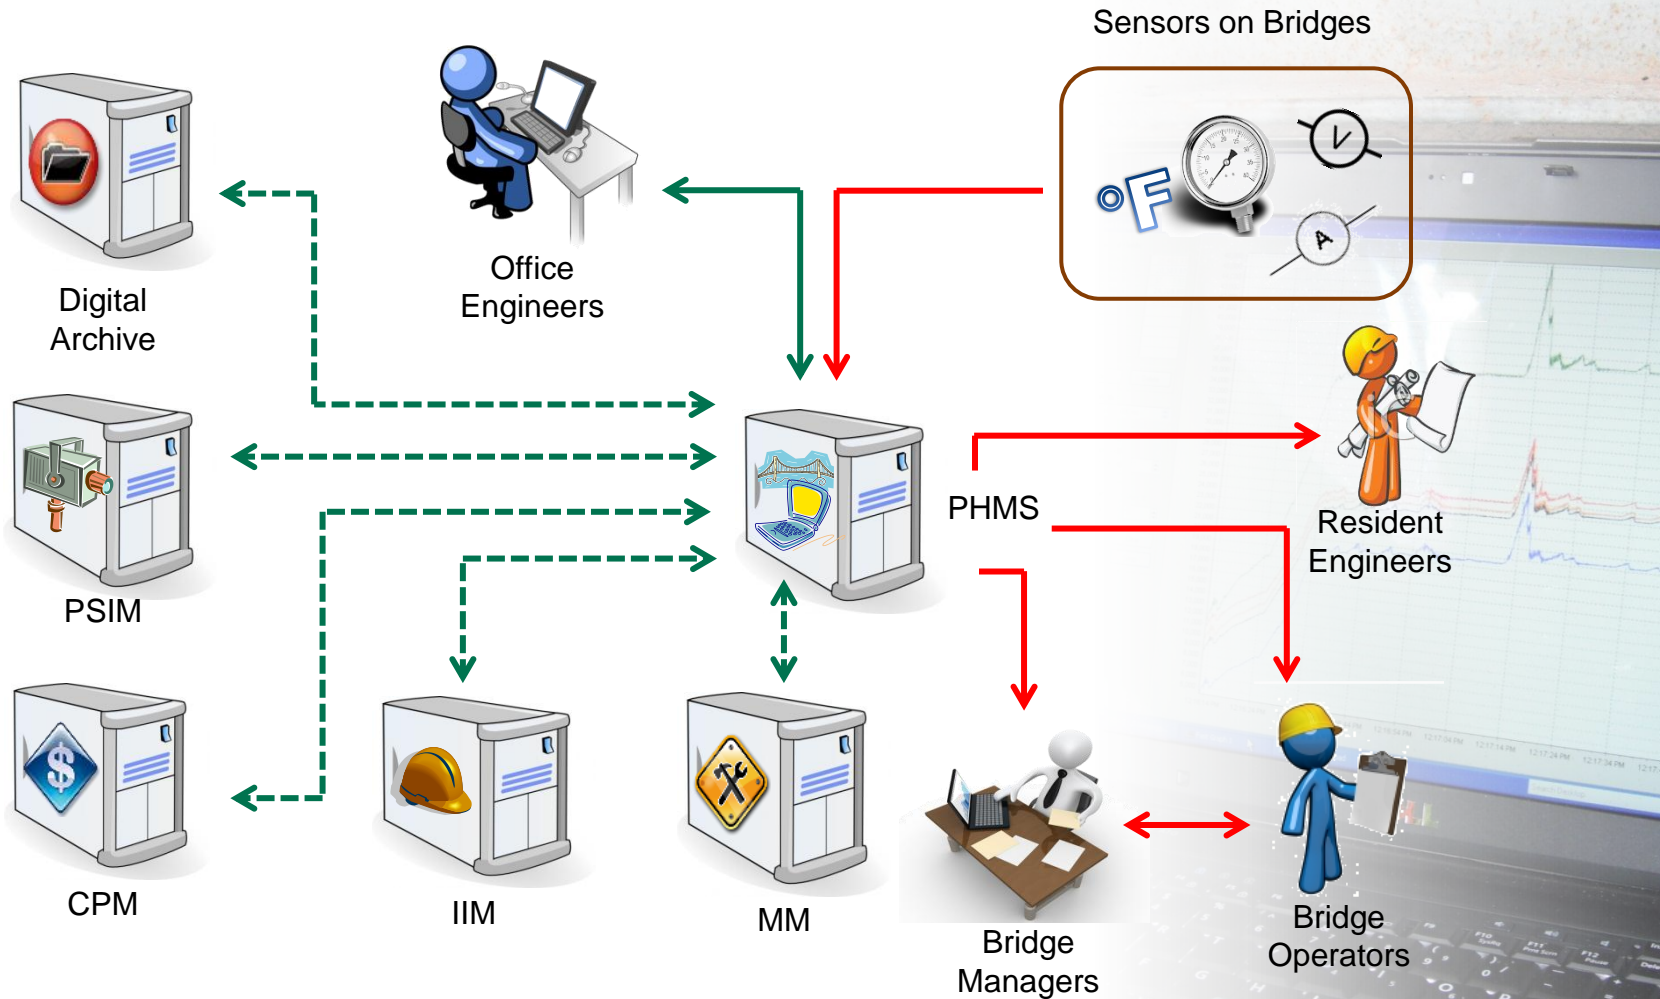 Sensors on Bridges
°F
V
A
Office
Engineers
Digital
Archive
PHMS
Resident
Engineers
PSIM
$
CPM
IIM
MM
Bridge
Managers
Bridge
Operators